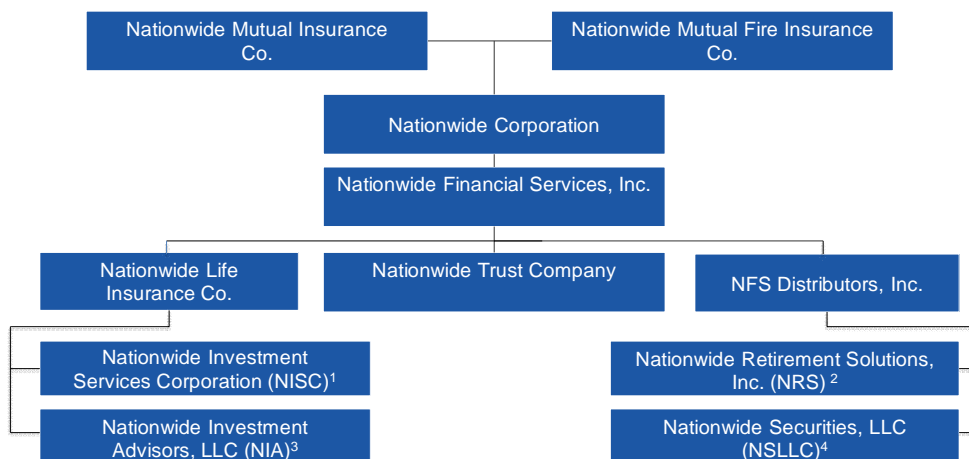 Nationwide Mutual Insurance
Co.
Nationwide Mutual Fire Insurance
Co.
Nationwide Corporation
Nationwide Financial Services, Inc.
Nationwide Life
Insurance Co.
Nationwide Trust Company
NFS Distributors, Inc.
Nationwide Investment
Services Corporation (NISC)¹
Nationwide Retirement Solutions,
Inc. (NRS) ²
Nationwide Investment
Advisors, LLC (NIA)³
Nationwide Securities, LLC
(NSLLC)⁴